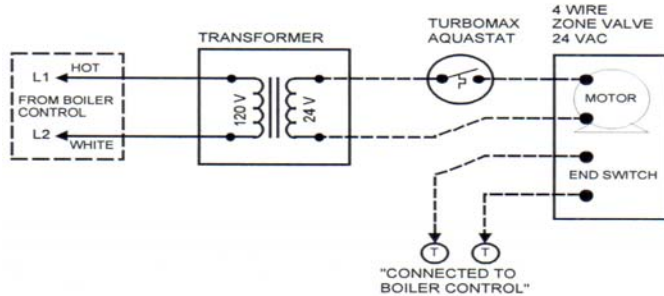 TRANSFORMER
TURBOMAX
AQUASTAT
4 WIRE
ZONE VALVE
24 VAC
L1
HOT
FROM BOILER
CONTROL
L2
WHITE
120 V
24 V
MOTOR
END SWITCH
T
T
"CONNECTED TO
BOILER CONTROL"